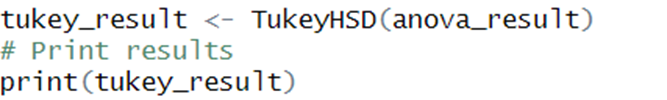 tukey_result <- TukeyHSD(anova_result)
# Print results
print(tukey_result)